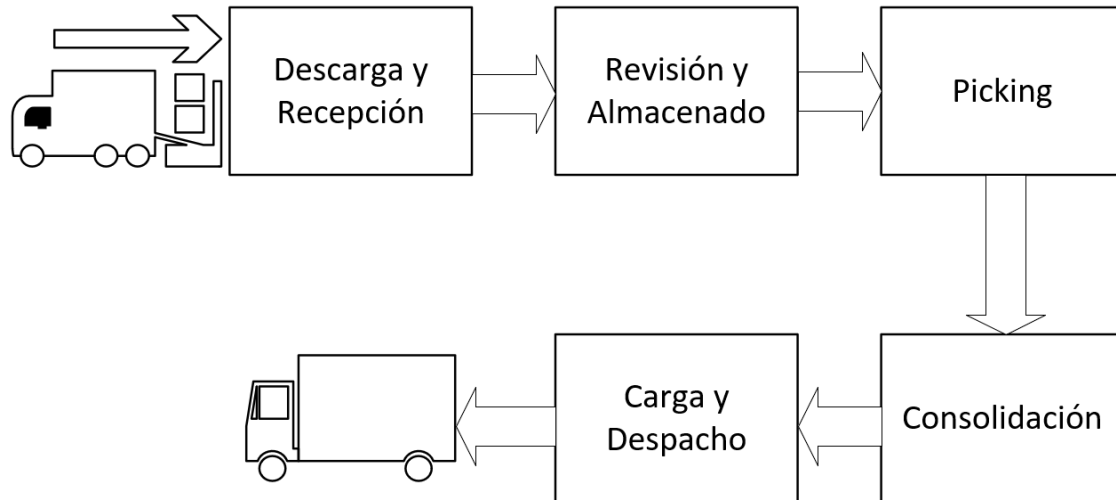 Descarga y
Recepción
Revisión y
Almacenado
Picking
Consolidación
Carga y
Despacho